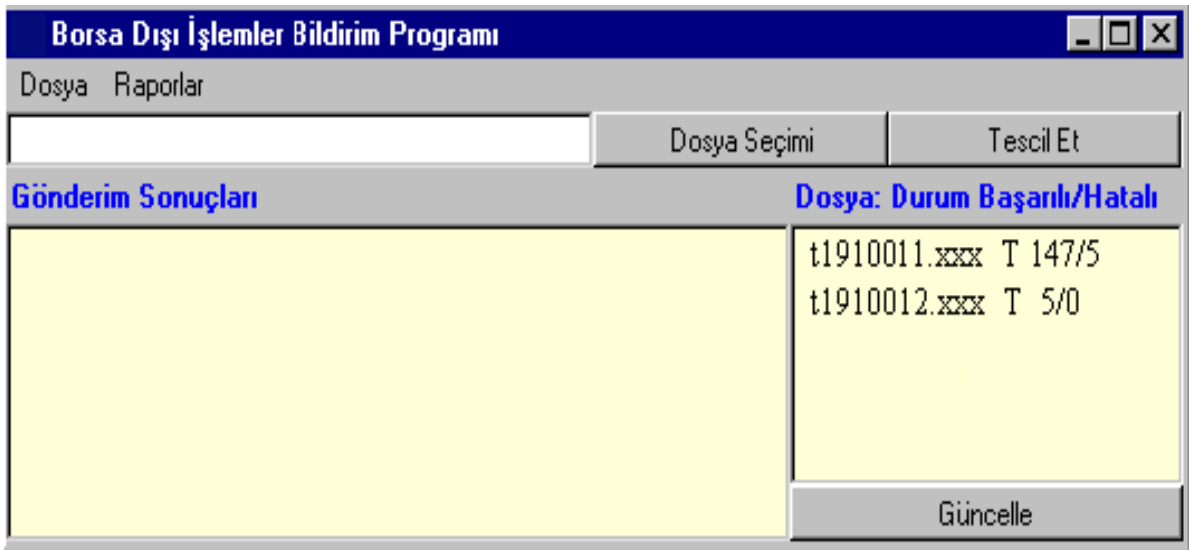 Borsa Dışı İşlemler Bildirim Programı
Dosya Raporlar
Dosya Seçimi Tescil Et
Gönderim Sonuçları Dosya: Durum Başarılı/Hatalı
t1910011.xxx T 147/5
t1910012.xxx T 5/0
Güncelle